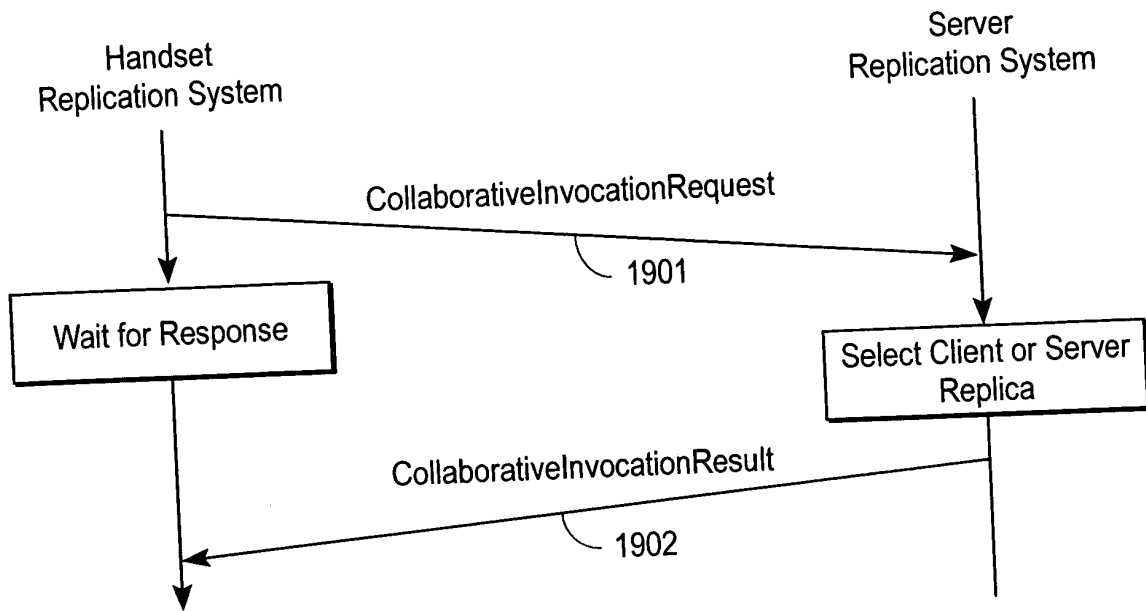 Handset
Replication System
Server
Replication System
CollaborativeInvocationRequest
1901
Wait for Response
Select Client or Server
Replica
CollaborativeInvocationResult
1902